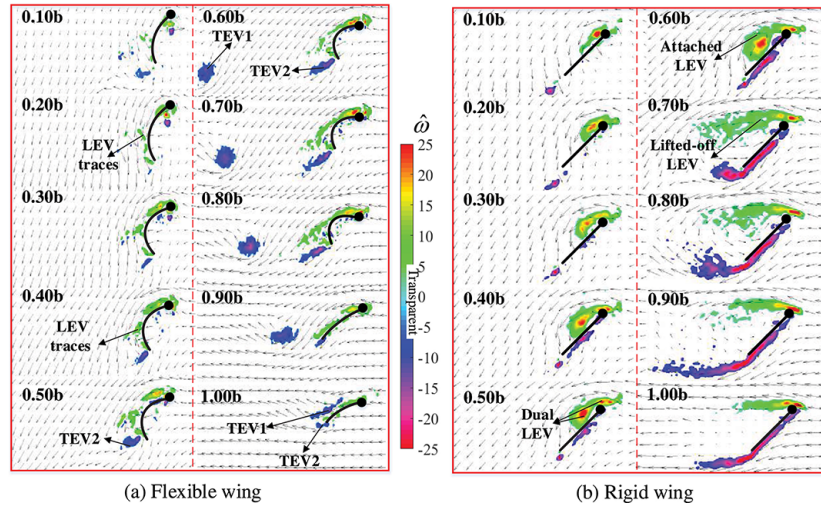 0.10b
0.20b
LEV
traces
0.30b
0.40b
LEV
traces
0.50b
TEV2
0.60b
TEV1
TEV2
0.70b
0.80b
0.90b
1.00b
TEV1
TEV2
ω̂
25
20
15
10
5
0
-5
-10
-15
-20
-25
Transparent
0.10b
0.20b
0.30b
0.40b
0.50b
Dual
LEV
0.60b
Attached
LEV
0.70b
Lifted-off
LEV
0.80b
0.90b
1.00b
(a) Flexible wing
(b) Rigid wing